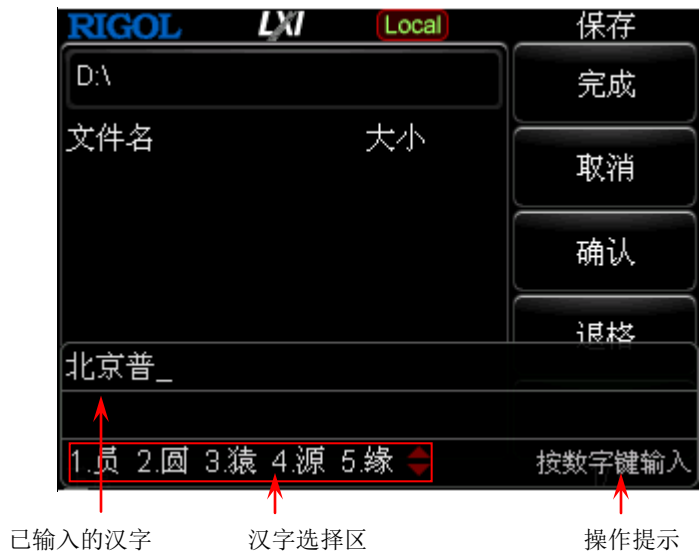 RIGOL LXI Local 保存
D:\
完成
文件名 大小
取消
确认
退格
北京普_
1.员 2.圆 3.猿 4.源 5.缘 按数字键输入
已输入的汉字 汉字选择区 操作提示